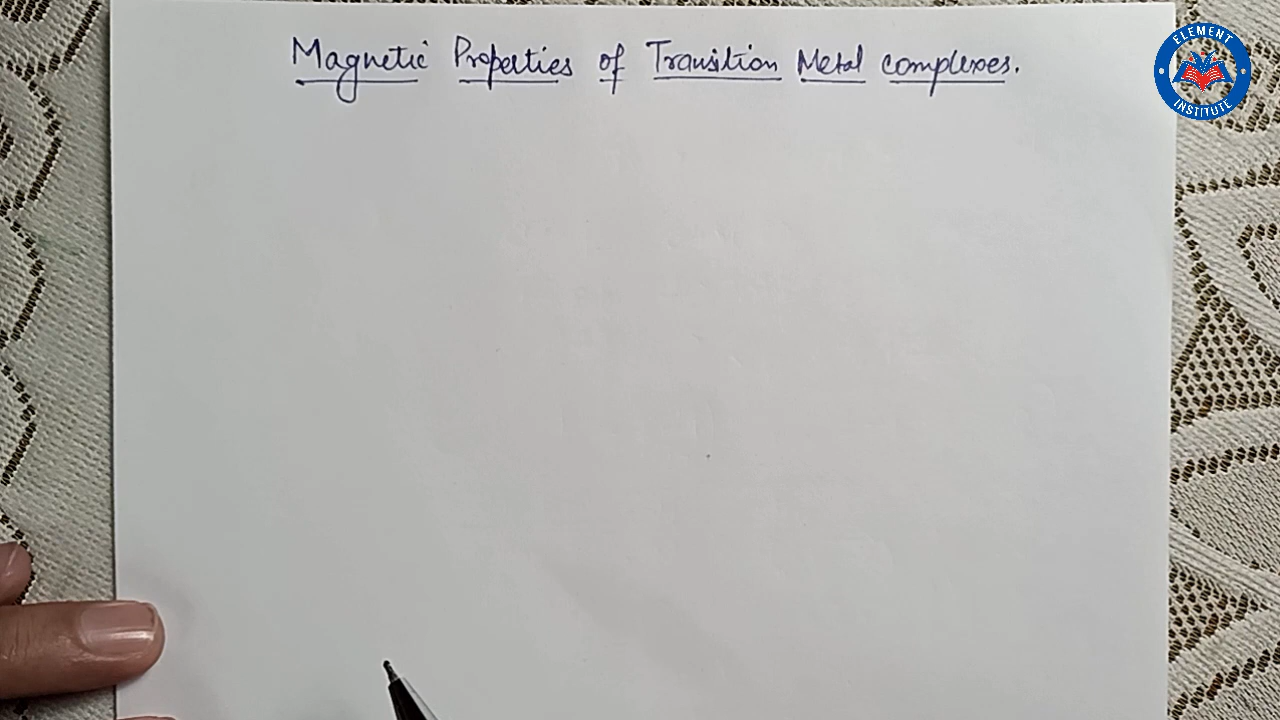 Magnetic Properties of Transition Metal complexes.
ELEMENT
INSTITUTE